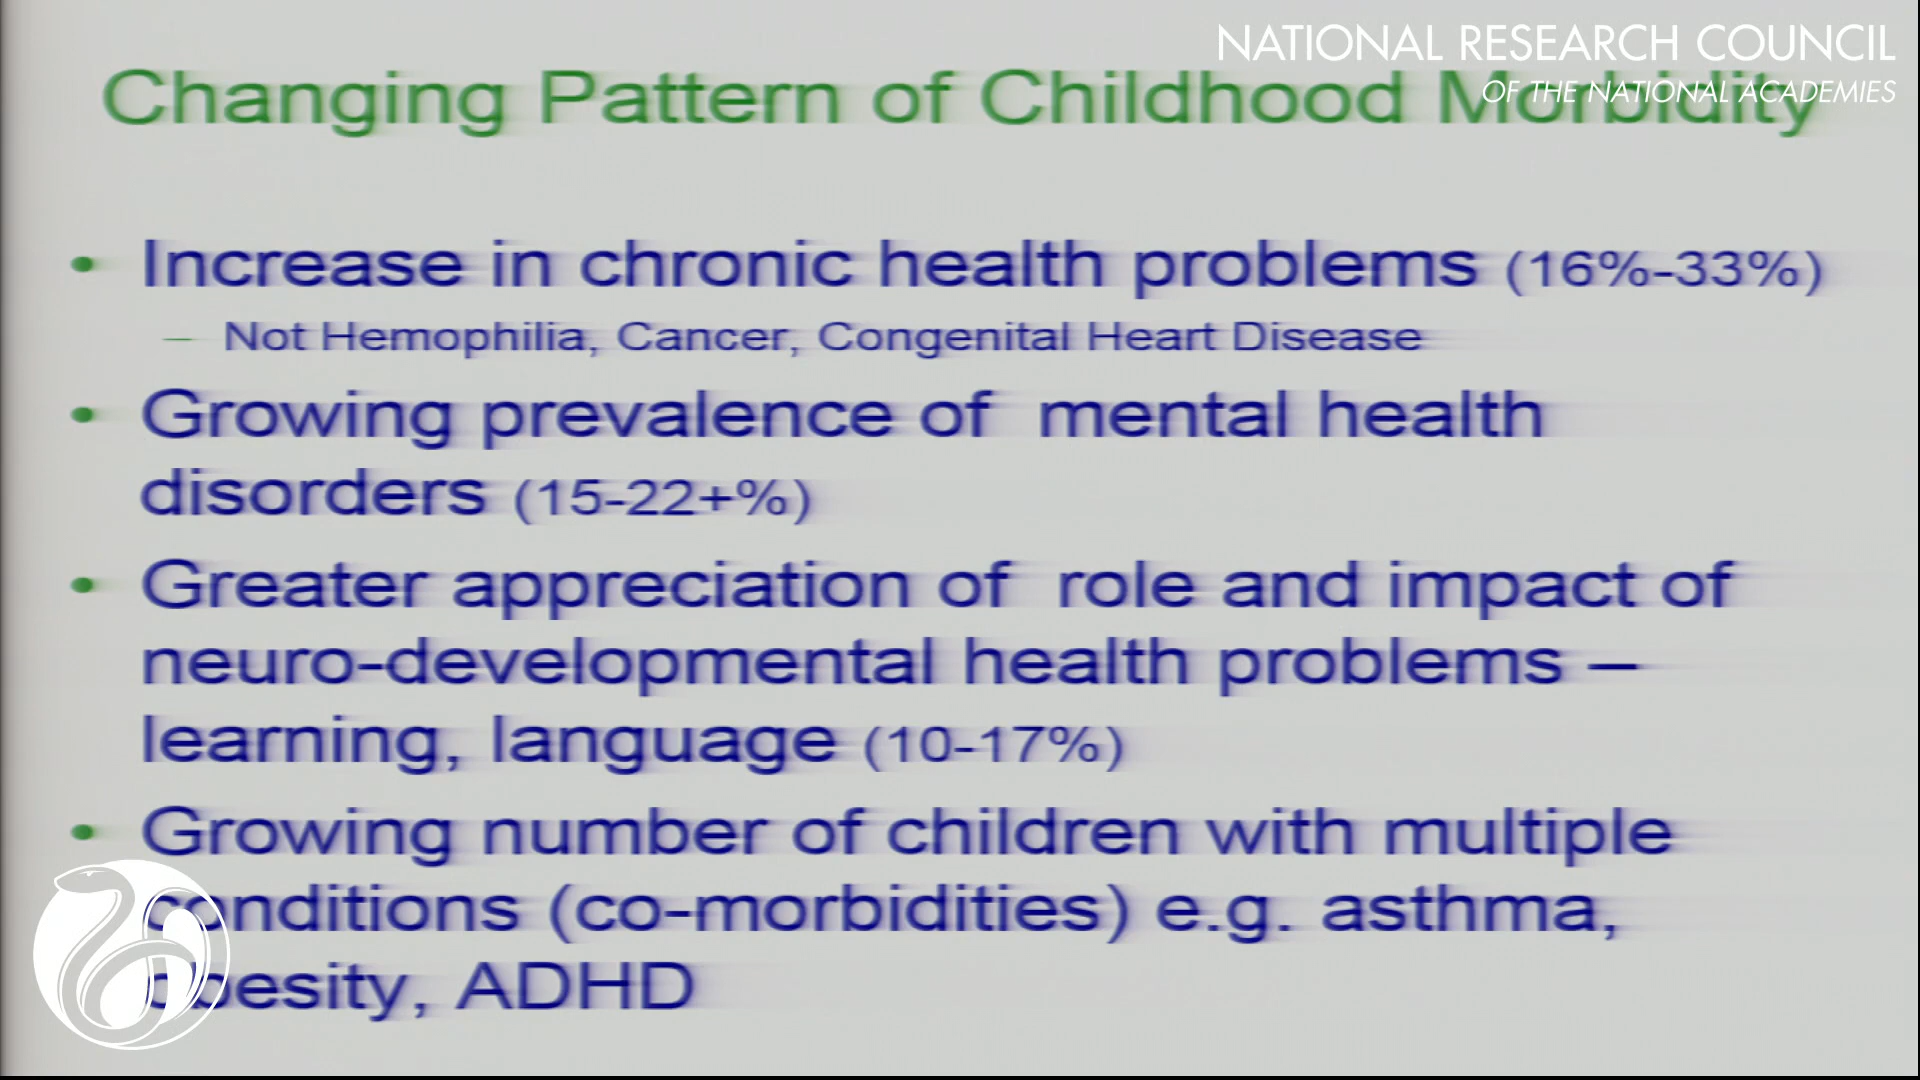 NATIONAL RESEARCH COUNCIL
OF THE NATIONAL ACADEMIES
Changing Pattern of Childhood Morbidity
• Increase in chronic health problems (16%-33%)
– Not Hemophilia, Cancer, Congenital Heart Disease
• Growing prevalence of mental health
disorders (15-22+%)
• Greater appreciation of role and impact of
neuro-developmental health problems –
learning, language (10-17%)
• Growing number of children with multiple
conditions (co-morbidities) e.g. asthma,
obesity, ADHD